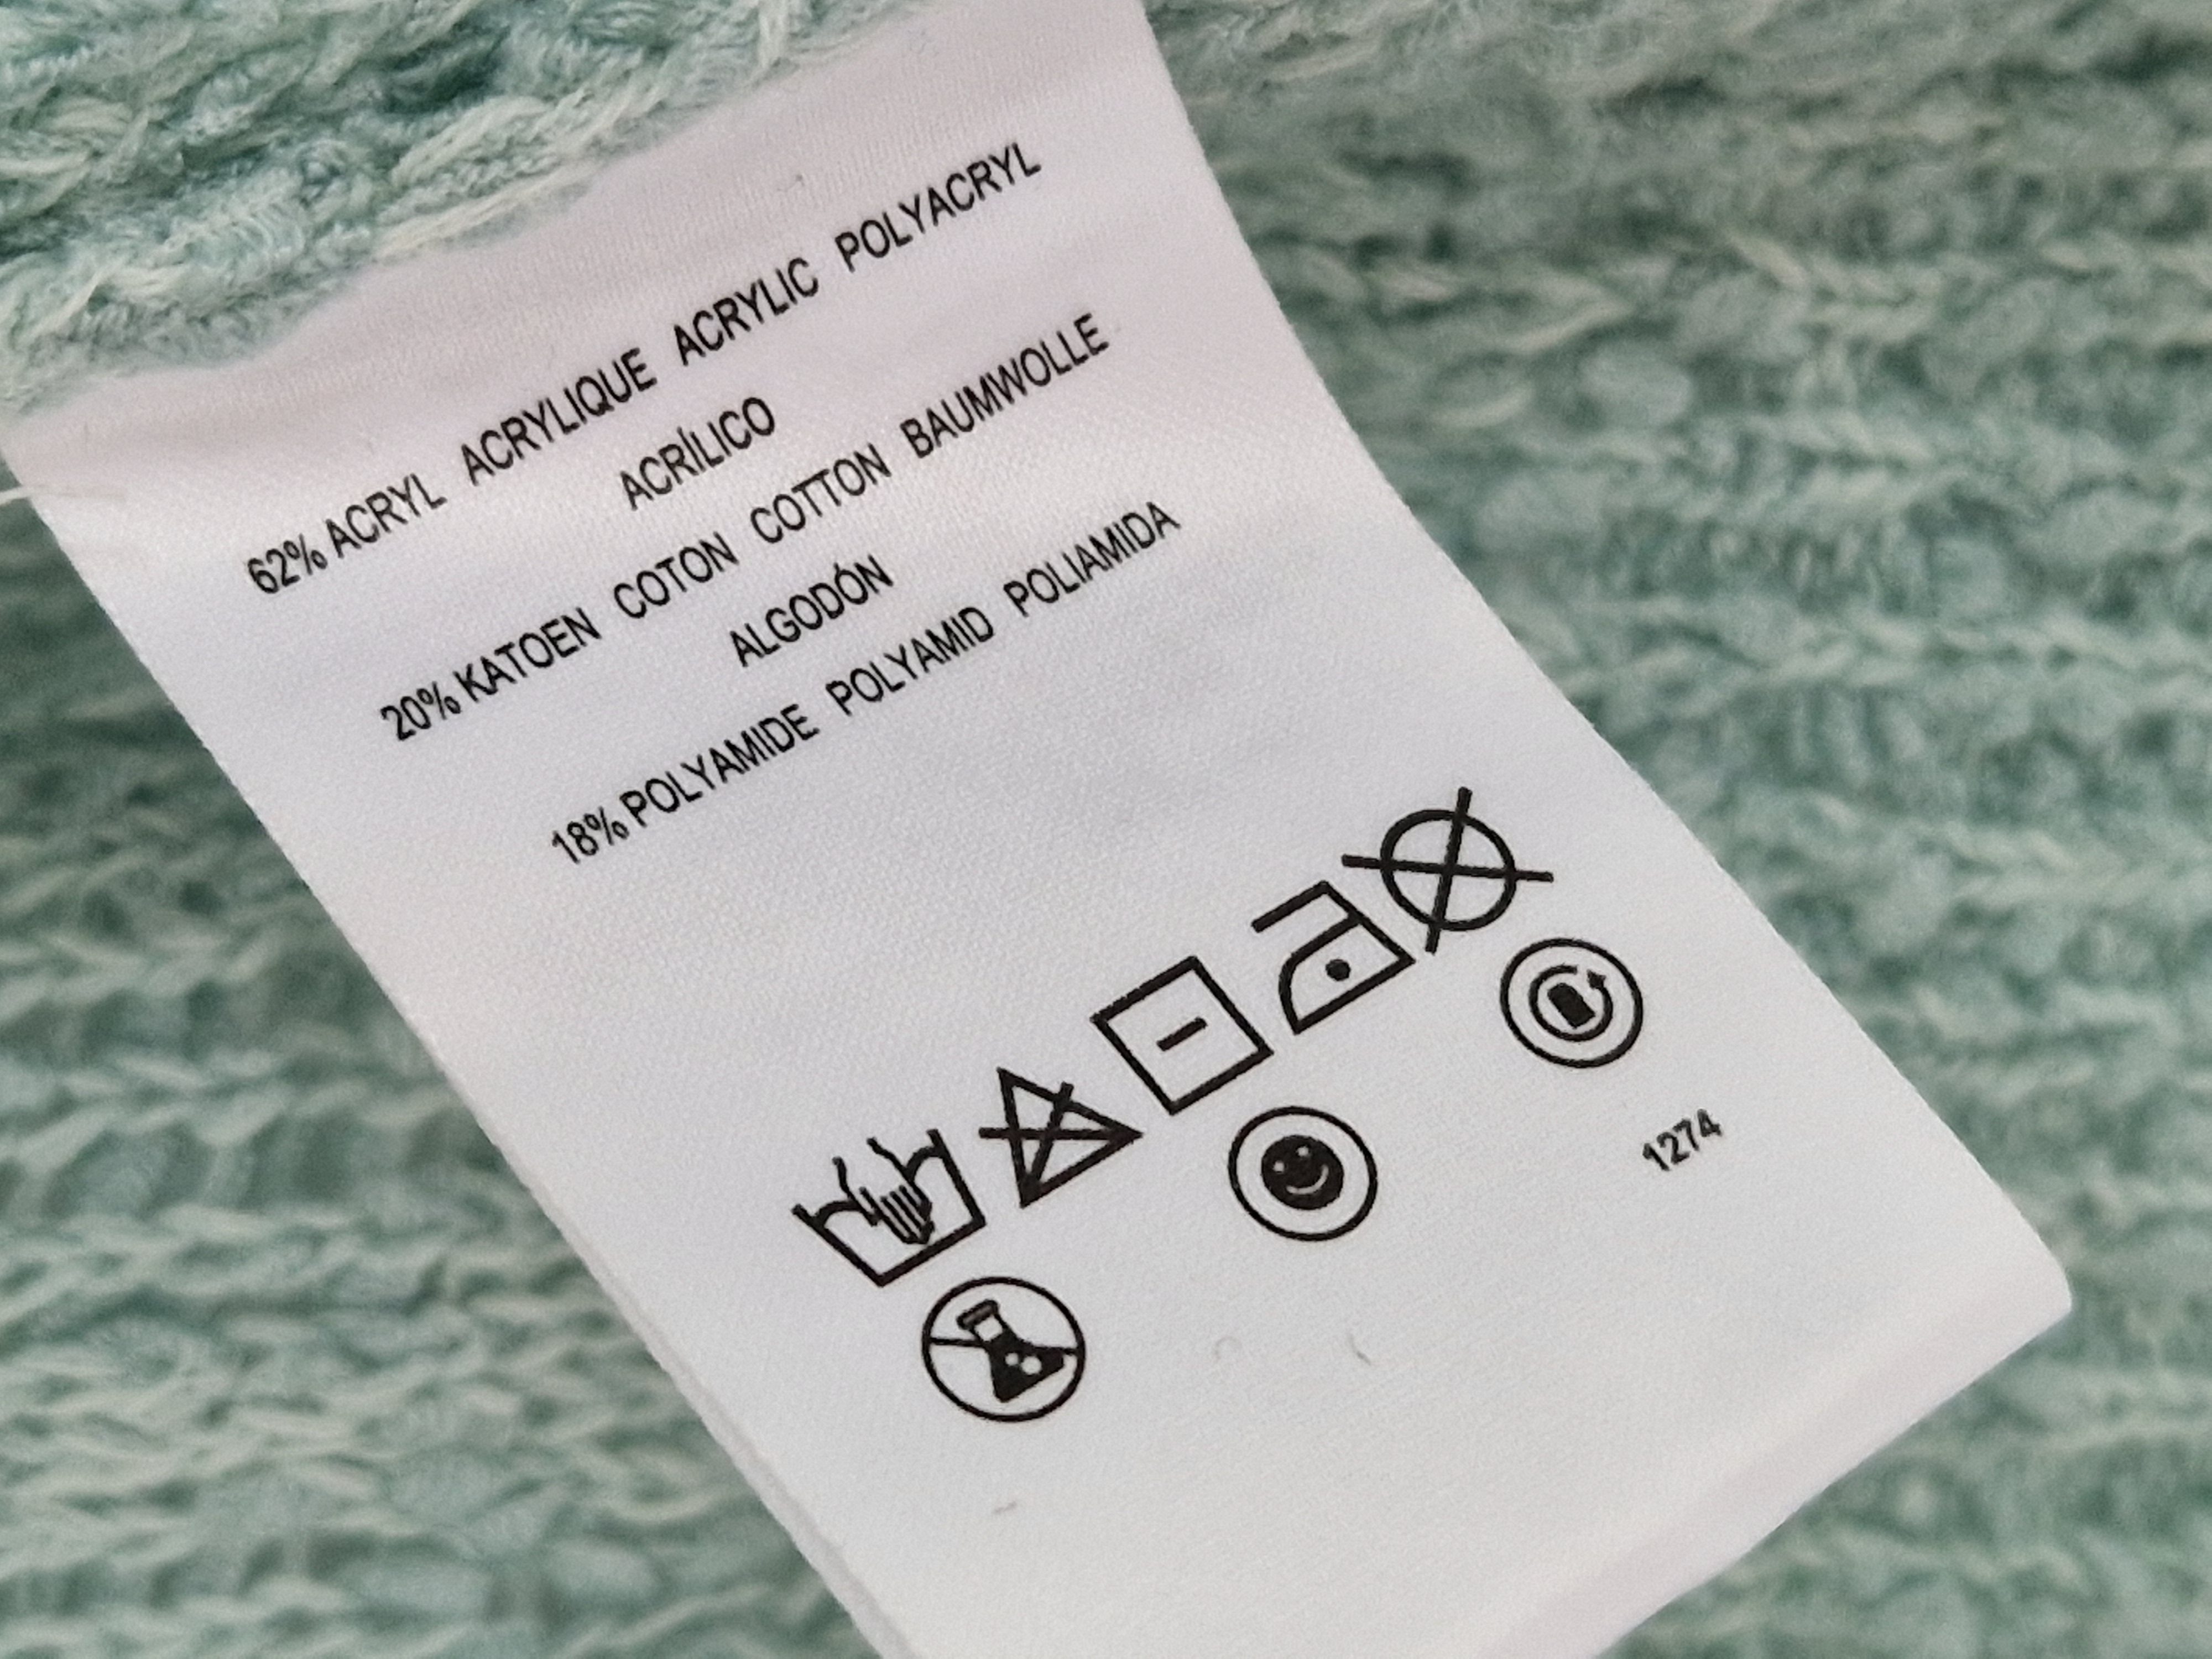 62% ACRYL ACRYLIQUE ACRYLIC POLYACRYL
ACRÍLICO
20% KATOEN COTON COTTON BAUMWOLLE
ALGODÓN
18% POLYAMIDE POLYAMID POLIAMIDA
1274